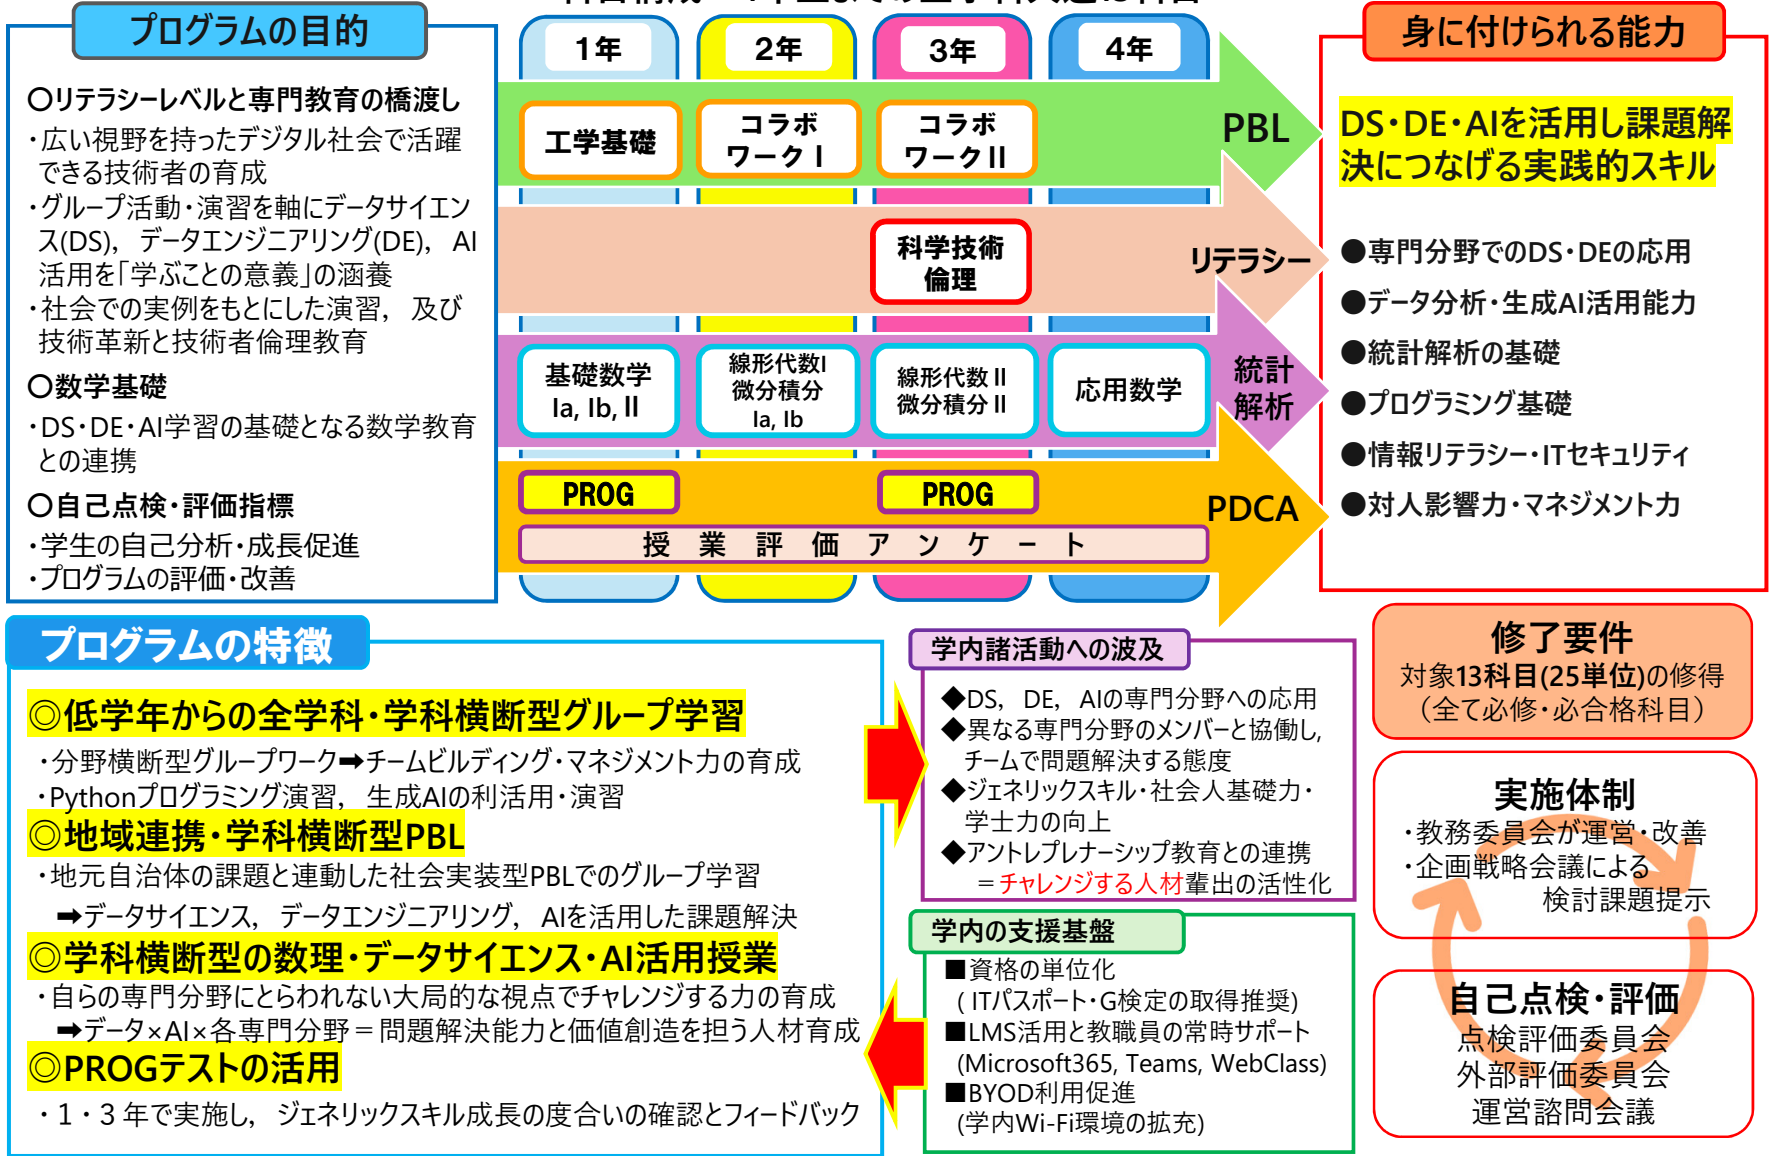 プログラムの目的
〇リテラシーレベルと専門教育の橋渡し
・広い視野を持ったデジタル社会で活躍
できる技術者の育成
・グループ活動・演習を軸にデータサイエン
ス(DS)，データエンジニアリング(DE)，AI
活用を「学ぶことの意義」の涵養
・社会での実例をもとにした演習，及び
技術革新と技術者倫理教育
〇数学基礎
・DS・DE・AI学習の基礎となる数学教育
との連携
〇自己点検・評価指標
・学生の自己分析・成長促進
・プログラムの評価・改善
1年
2年
3年
4年
工学基礎
コラボ
ワークⅠ
コラボ
ワークⅡ
PBL
科学技術
倫理
リテラシー
基礎数学
Ia, Ib, II
線形代数I
微分積分
Ia, Ib
線形代数Ⅱ
微分積分Ⅱ
応用数学
統計
解析
PROG
PROG
PDCA
授業評価アンケート
身に付けられる能力
DS・DE・AIを活用し課題解
決につなげる実践的スキル
●専門分野でのDS・DEの応用
●データ分析・生成AI活用能力
●統計解析の基礎
●プログラミング基礎
●情報リテラシー・ITセキュリティ
●対人影響力・マネジメント力
プログラムの特徴
◎低学年からの全学科・学科横断型グループ学習
・分野横断型グループワーク➡チームビルディング・マネジメント力の育成
・Pythonプログラミング演習，生成AIの利活用・演習
◎地域連携・学科横断型PBL
・地元自治体の課題と連動した社会実装型PBLでのグループ学習
➡データサイエンス，データエンジニアリング，AIを活用した課題解決
◎学科横断型の数理・データサイエンス・AI活用授業
・自らの専門分野にとらわれない大局的な視点でチャレンジする力の育成
➡データ×AI×各専門分野＝問題解決能力と価値創造を担う人材育成
◎PROGテストの活用
・１・３年で実施し，ジェネリックスキル成長の度合いの確認とフィードバック
学内諸活動への波及
◆DS，DE，AIの専門分野への応用
◆異なる専門分野のメンバーと協働し，
チームで問題解決する態度
◆ジェネリックスキル・社会人基礎力・
学士力の向上
◆アントレプレナーシップ教育との連携
＝チャレンジする人材輩出の活性化
学内の支援基盤
■資格の単位化
( ITパスポート・G検定の取得推奨)
■LMS活用と教職員の常時サポート
(Microsoft365, Teams, WebClass)
■BYOD利用促進
(学内Wi-Fi環境の拡充)
修了要件
対象13科目(25単位)の修得
（全て必修・必合格科目）
実施体制
・教務委員会が運営・改善
・企画戦略会議による
検討課題提示
自己点検・評価
点検評価委員会
外部評価委員会
運営諮問会議